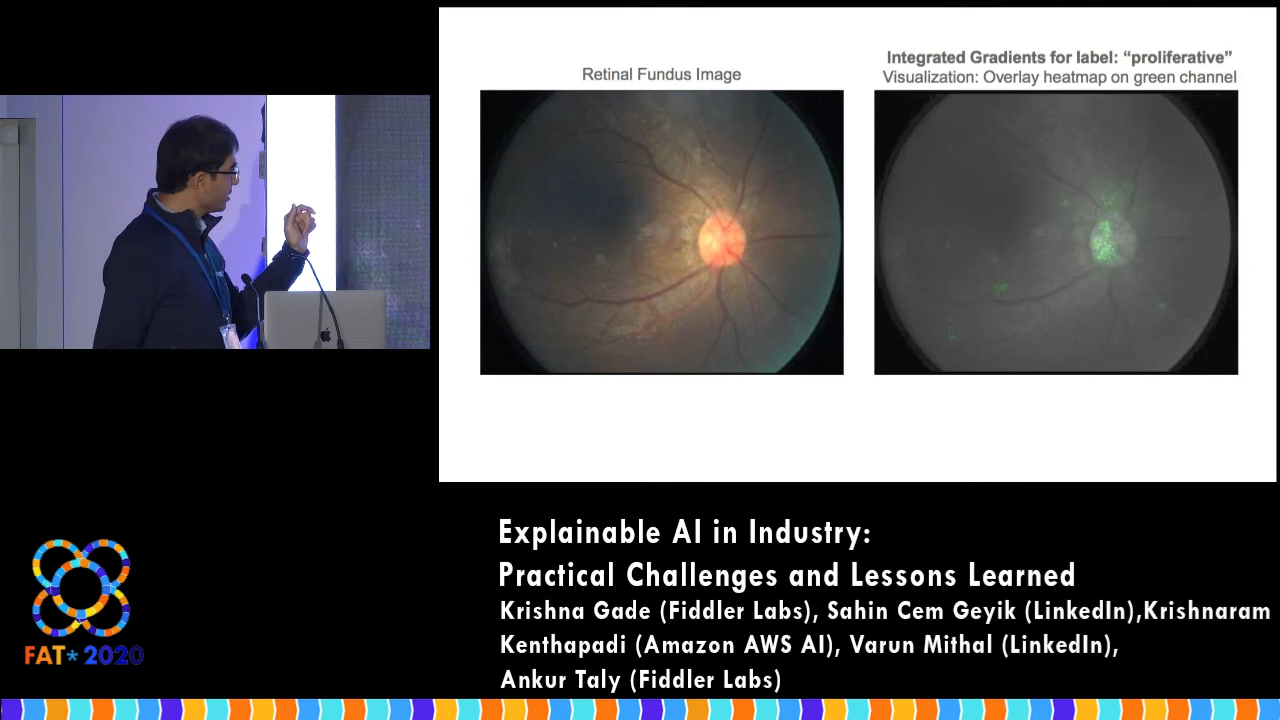 Retinal Fundus Image
Integrated Gradients for label: “proliferative”
Visualization: Overlay heatmap on green channel
Explainable AI in Industry:
Practical Challenges and Lessons Learned
Krishna Gade (Fiddler Labs), Sahin Cem Geyik (LinkedIn),Krishnaram
Kenthapadi (Amazon AWS AI), Varun Mithal (LinkedIn),
Ankur Taly (Fiddler Labs)
FAT* 2020